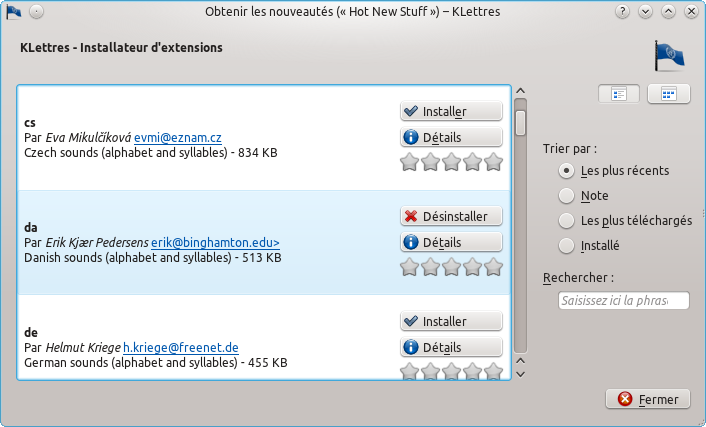 Obtenir les nouveautés (« Hot New Stuff ») – KLettres
KLettres - Installateur d'extensions
cs
Par Eva Mikulčíková evmi@eznam.cz
Czech sounds (alphabet and syllables) - 834 KB
Installer
Détails
da
Par Erik Kjær Pedersens erik@binghamton.edu>
Danish sounds (alphabet and syllables) - 513 KB
Désinstaller
Détails
de
Par Helmut Kriege h.kriege@freenet.de
German sounds (alphabet and syllables) - 455 KB
Installer
Détails
Trier par :
Les plus récents
Note
Les plus téléchargés
Installé
Rechercher :
Saisissez ici la phras
Fermer